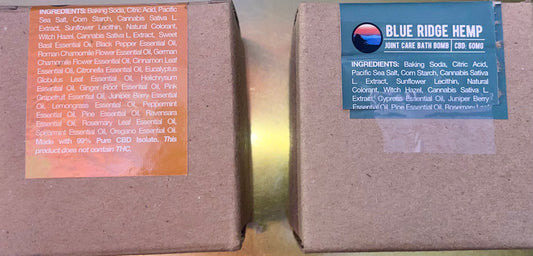 INGREDIENTS: Baking Soda, Citric Acid, Pacific
Sea Salt, Corn Starch, Cannabis Sativa L.
Extract, Sunflower Lecithin, Natural Colorant,
Witch Hazel, Cannabis Sativa L. Extract, Sweet
Basil Essential Oil, Black Pepper Essential Oil,
Roman Chamomile Flower Essential Oil, German
Chamomile Flower Essential Oil, Cinnamon Leaf
Essential Oil, Citronella Essential Oil, Eucalyptus
Globulus Leaf Essential Oil, Helichrysum
Essential Oil, Ginger Root Essential Oil, Pink
Grapefruit Essential Oil, Juniper Berry Essential
Oil, Lemongrass Essential Oil, Peppermint
Essential Oil, Pine Essential Oil, Ravensara
Essential Oil, Rosemary Leaf Essential Oil,
Spearmint Essential Oil, Oregano Essential Oil.
Made with 99% Pure CBD Isolate. This
product does not contain THC.
BLUE RIDGE HEMP
JOINT CARE BATH BOMB | CBD: 60MG
INGREDIENTS: Baking Soda, Citric Acid,
Pacific Sea Salt, Corn Starch, Cannabis Sativa
L. Extract, Sunflower Lecithin, Natural
Colorant, Witch Hazel, Cannabis Sativa L.
Extract, Cypress Essential Oil, Juniper Berry
Essential Oil, Pine Essential Oil, Rosemary Leaf